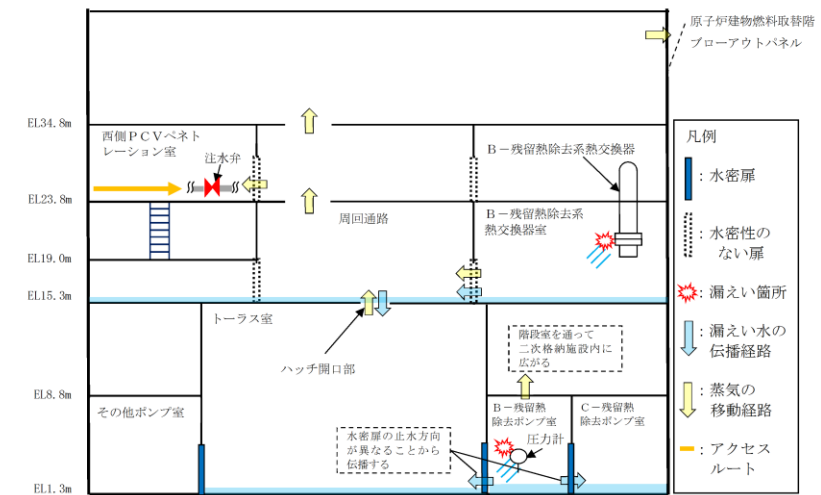 原子炉建物燃料取替階
ブローアウトパネル
EL34.8m
西側PCVペネト
レーション室
注水弁
B－残留熱除去系熱交換器
EL23.8m
周回通路
B－残留熱除去系
熱交換器室
EL19.0m
EL15.3m
トーラス室
ハッチ開口部
階段室を通って
二次格納施設内に
広がる
EL8.8m
その他ポンプ室
B－残留熱
除去ポンプ室
C－残留熱
除去ポンプ室
水密扉の止水方向
が異なることから
伝播する
圧力計
EL1.3m
凡例
：水密扉
：水密性の
ない扉
：漏えい箇所
：漏えい水の
伝播経路
：蒸気の
移動経路
：アクセス
ルート